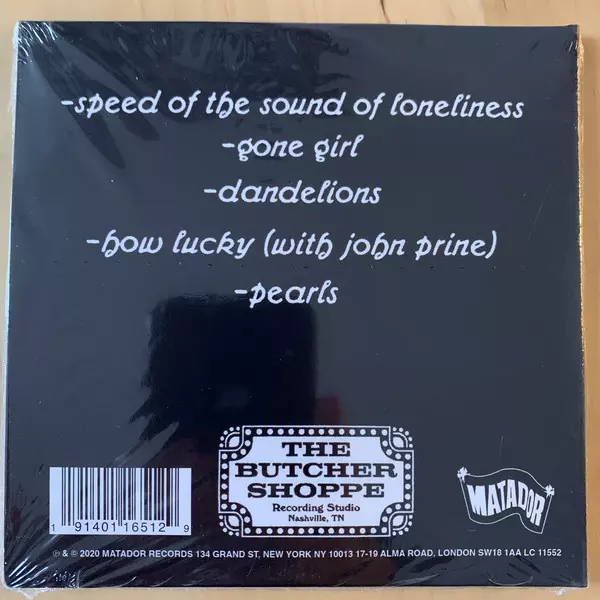 -speed of the sound of loneliness
-gone girl
-dandelions
-how lucky (with john prine)
-pearls
THE
BUTCHER
SHOPPE
Recording Studio
Nashville, TN
MATADOR
1 91401 16512 9
℗ & © 2020 MATADOR RECORDS 134 GRAND ST, NEW YORK NY 10013 17-19 ALMA ROAD, LONDON SW18 1AA LC 11552